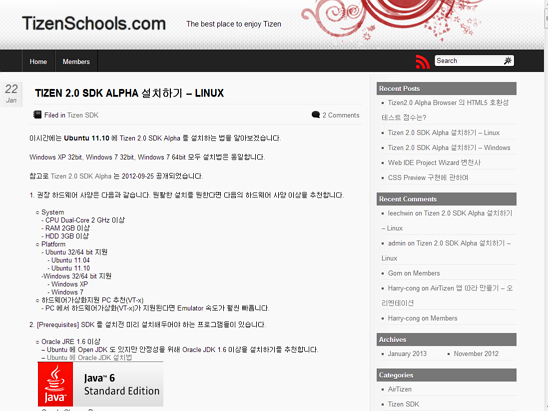 TizenSchools.com
The best place to enjoy Tizen
Home
Members
Search
22
Jan
TIZEN 2.0 SDK ALPHA 설치하기 – LINUX
Filed in Tizen SDK
2 Comments
이시간에는 Ubuntu 11.10 에 Tizen 2.0 SDK Alpha 를 설치하는 법을 알아보겠습니다.
Windows XP 32bit, Windows 7 32bit, Windows 7 64bit 모두 설치법은 동일합니다.
참고로 Tizen 2.0 SDK Alpha 는 2012-09-25 공개되었습니다.
1. 권장 하드웨어 사양은 다음과 같습니다. 원활한 설치를 원한다면 다음의 하드웨어 사양 이상을 추천합니다.
System
- CPU Dual-Core 2 GHz 이상
- RAM 2GB 이상
- HDD 3GB 이상
Platform
- Ubuntu 32/64 bit 지원
- Ubuntu 11.04
- Ubuntu 11.10
-Windows 32/64 bit 지원
- Windows XP
- Windows 7
하드웨어가상화지원 PC 추천(VT-x)
- PC 에서 하드웨어가상화(VT-x)가 지원된다면 Emulator 속도가 훨씬 빠릅니다.
2. [Prerequisites] SDK 를 설치전 미리 설치돼두어야 하는 프로그램들이 있습니다.
Oracle JRE 1.6 이상
– Ubuntu 에 Open JDK 도 있지만 안정성을 위해 Oracle JDK 1.6 이상을 설치하기를 추천합니다.
– Ubuntu 에 Oracle JDK 설치법
Java
Java™ 6
Standard Edition
Recent Posts
Tizen2.0 Alpha Browser 의 HTML5 호환성
테스트 점수는?
Tizen 2.0 SDK Alpha 설치하기 – Linux
Tizen 2.0 SDK Alpha 설치하기 – Windows
Web IDE Project Wizard 변천사
CSS Preview 구현에 관하여
Recent Comments
leechwin on Tizen 2.0 SDK Alpha 설치하기
– Linux
admin on Tizen 2.0 SDK Alpha 설치하기 –
Linux
Gom on Members
Harry-cong on AirTizen 앱 따라 만들기 – 오
리엔테이션
Harry-cong on Members
Archives
January 2013
November 2012
Categories
AirTizen
Tizen SDK